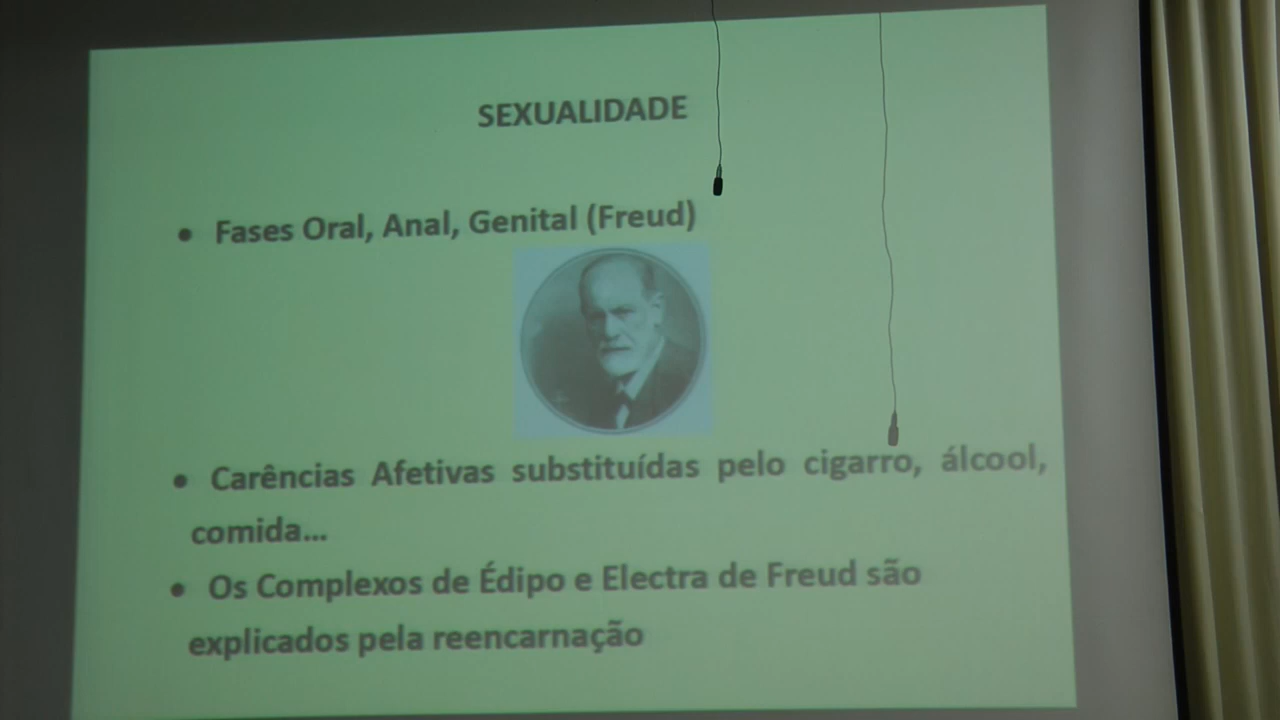 SEXUALIDADE
• Fases Oral, Anal, Genital (Freud)
• Carências Afetivas substituídas pelo cigarro, álcool,
comida...
• Os Complexos de Édipo e Electra de Freud são
explicados pela reencarnação